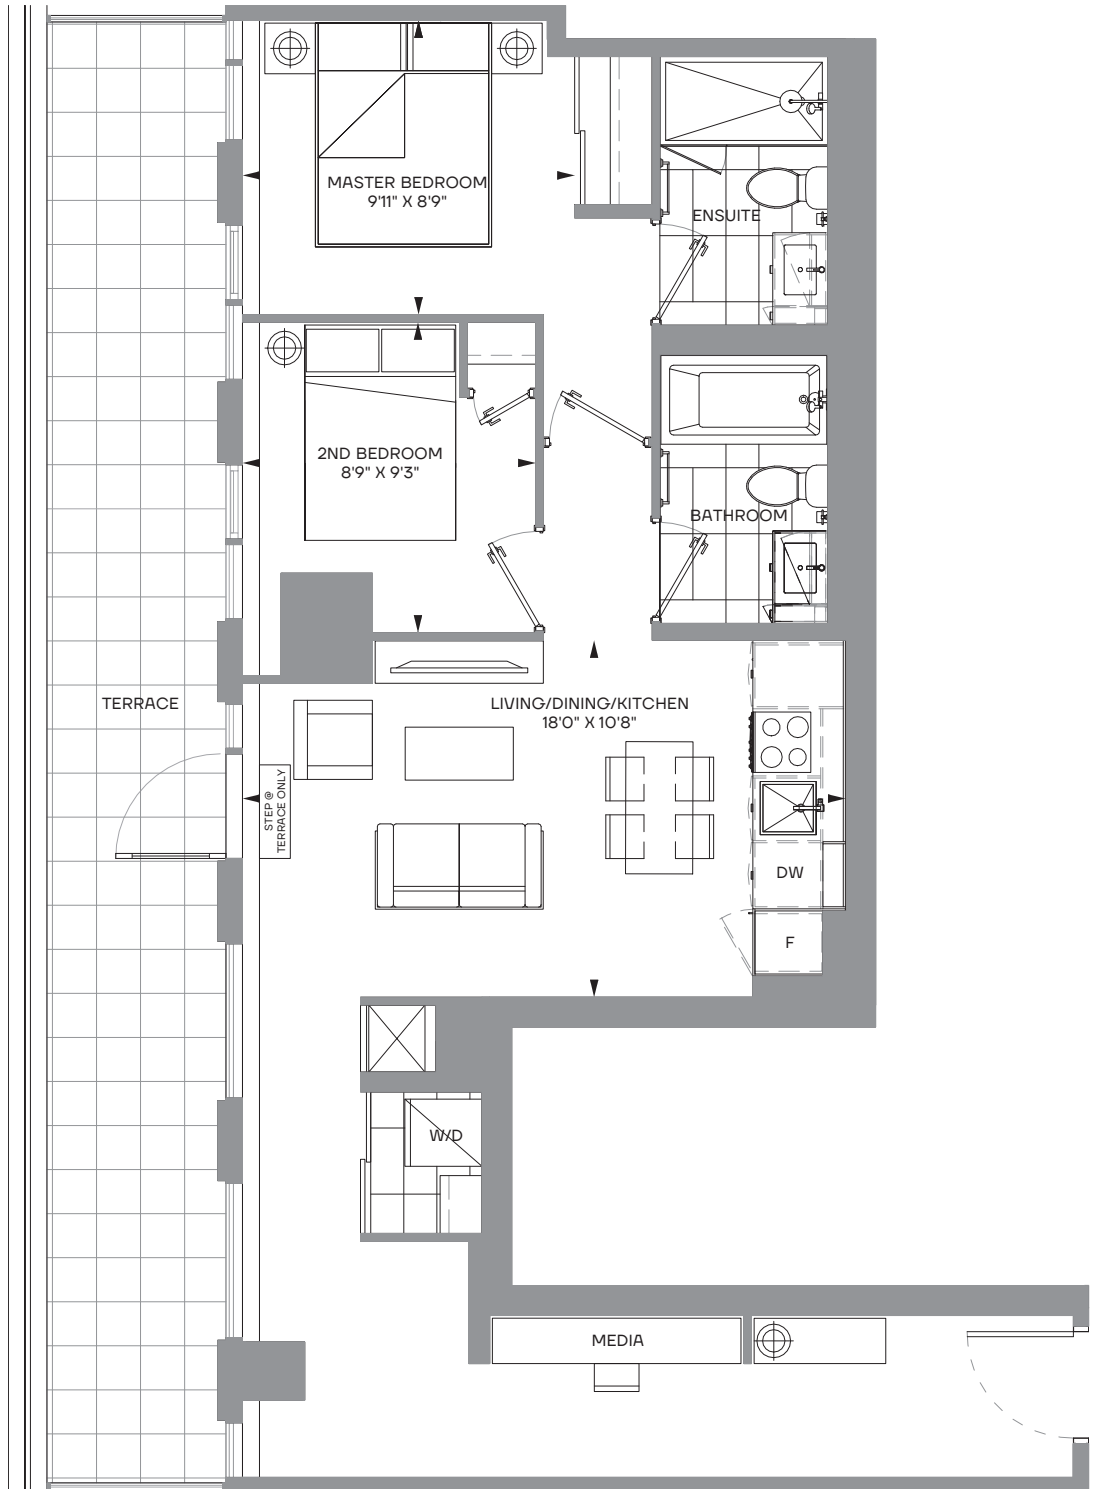 MASTER BEDROOM
9'11" X 8'9"
ENSUITE
2ND BEDROOM
8'9" X 9'3"
BATHROOM
TERRACE
LIVING/DINING/KITCHEN
18'0" X 10'8"
STEP @
TERRACE ONLY
DW
F
W/D
MEDIA